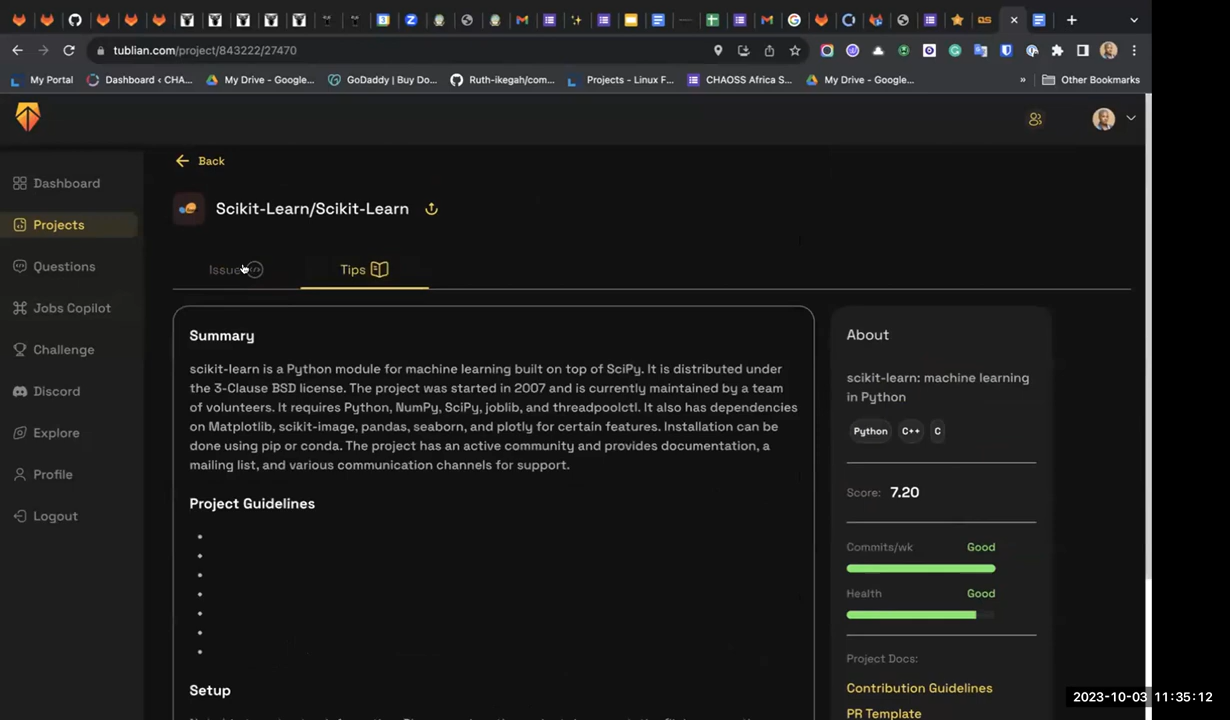 tublian.com/project/843222/27470
My Portal
Dashboard ‹ CHA...
My Drive – Google...
GoDaddy | Buy Do...
Ruth-ikegah/com...
Projects - Linux F...
CHAOSS Africa S...
My Drive – Google...
»
Other Bookmarks
Back
Dashboard
Projects
Questions
Jobs Copilot
Challenge
Discord
Explore
Profile
Logout
Scikit-Learn/Scikit-Learn
Tips
Summary
scikit-learn is a Python module for machine learning built on top of SciPy. It is distributed under
the 3-Clause BSD license. The project was started in 2007 and is currently maintained by a team
of volunteers. It requires Python, NumPy, SciPy, joblib, and threadpoolctl. It also has dependencies
on Matplotlib, scikit-image, pandas, seaborn, and plotly for certain features. Installation can be
done using pip or conda. The project has an active community and provides documentation, a
mailing list, and various communication channels for support.
Project Guidelines
Setup
About
scikit-learn: machine learning
in Python
Python C++ C
Score: 7.20
Commits/wk Good
Health Good
Project Docs:
Contribution Guidelines
PR Template
2023-10-03 11:35:12